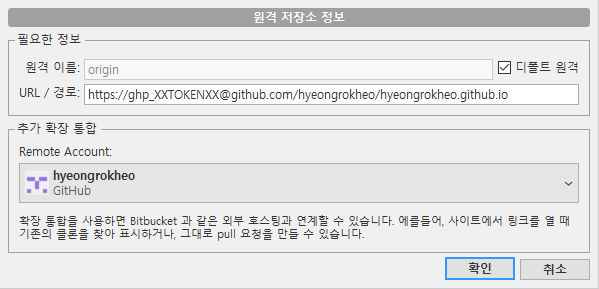 원격 저장소 정보
필요한 정보
원격 이름: origin 디폴트 원격
URL / 경로: https://ghp_XXTOKENXX@github.com/hyeongrokheo/hyeongrokheo.github.io
추가 확장 통합
Remote Account:
hyeongrokheo
GitHub
확장 통합을 사용하면 Bitbucket 과 같은 외부 호스팅과 연계할 수 있습니다. 예를들어, 사이트에서 링크를 열 때
기존의 클론을 찾아 표시하거나, 그대로 pull 요청을 만들 수 있습니다.
확인 취소